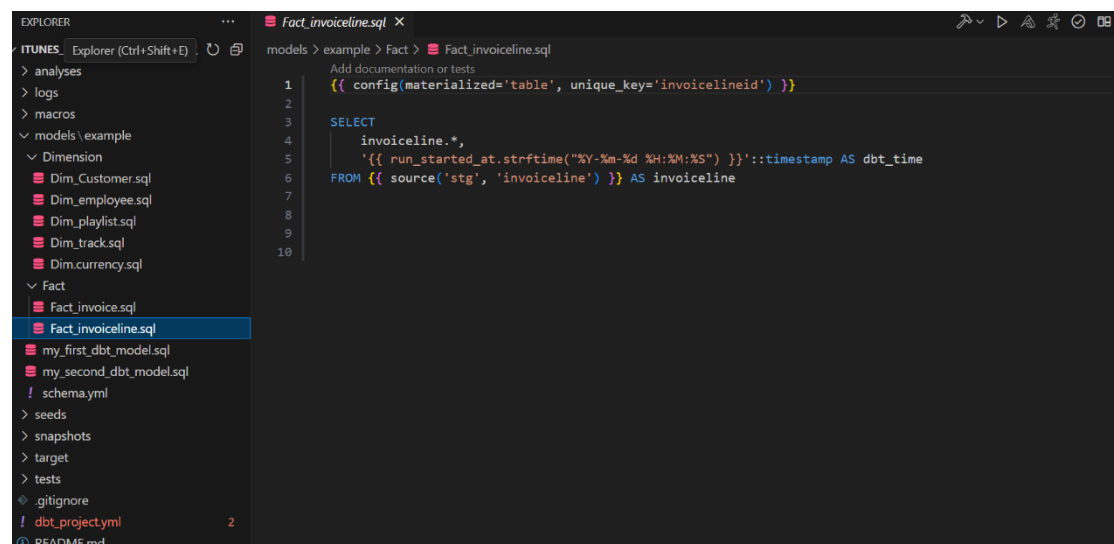 EXPLORER
...
ITUNES_
Explorer (Ctrl+Shift+E)
> analyses
> logs
> macros
models \ example
Dimension
Dim_Customer.sql
Dim_employee.sql
Dim_playlist.sql
Dim_track.sql
Dim.currency.sql
Fact
Fact_invoice.sql
Fact_invoiceline.sql
my_first_dbt_model.sql
my_second_dbt_model.sql
! schema.yml
> seeds
> snapshots
> target
> tests
.gitignore
! dbt_project.yml 2
README.md
Fact_invoiceline.sql ×
models > example > Fact > Fact_invoiceline.sql
Add documentation or tests
1 {{ config(materialized='table', unique_key='invoicelineid') }}
2
3 SELECT
4 invoiceline.*,
5 '{{ run_started_at.strftime("%Y-%m-%d %H:%M:%S") }}'::timestamp AS dbt_time
6 FROM {{ source('stg', 'invoiceline') }} AS invoiceline
7
8
9
10